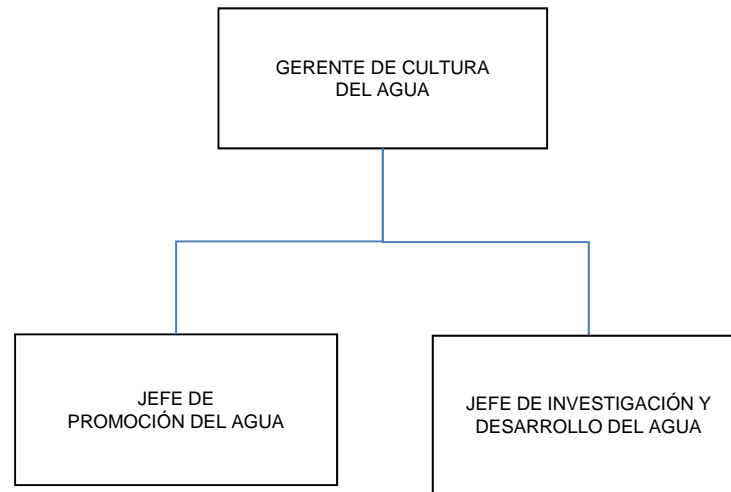 GERENTE DE CULTURA
DEL AGUA
JEFE DE
PROMOCIÓN DEL AGUA
JEFE DE INVESTIGACIÓN Y
DESARROLLO DEL AGUA